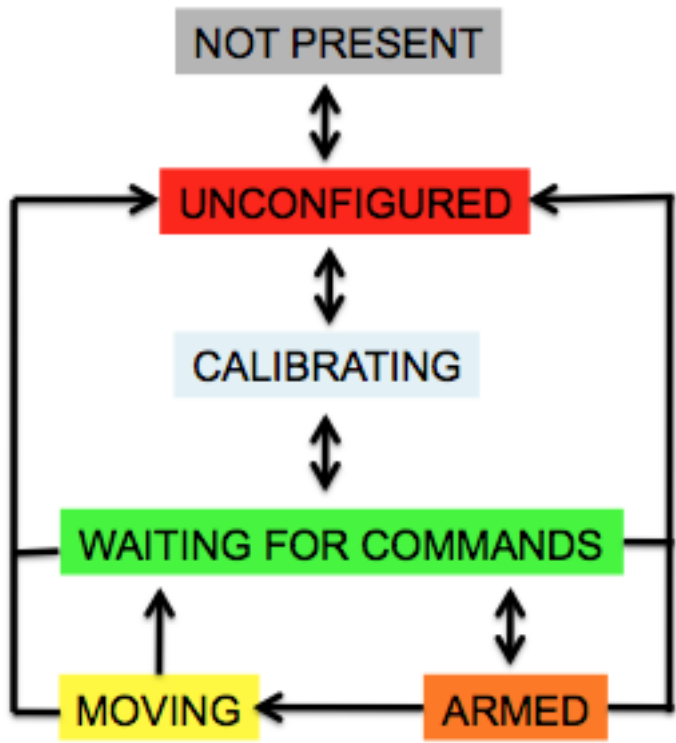 NOT PRESENT
UNCONFIGURED
CALIBRATING
WAITING FOR COMMANDS
MOVING
ARMED